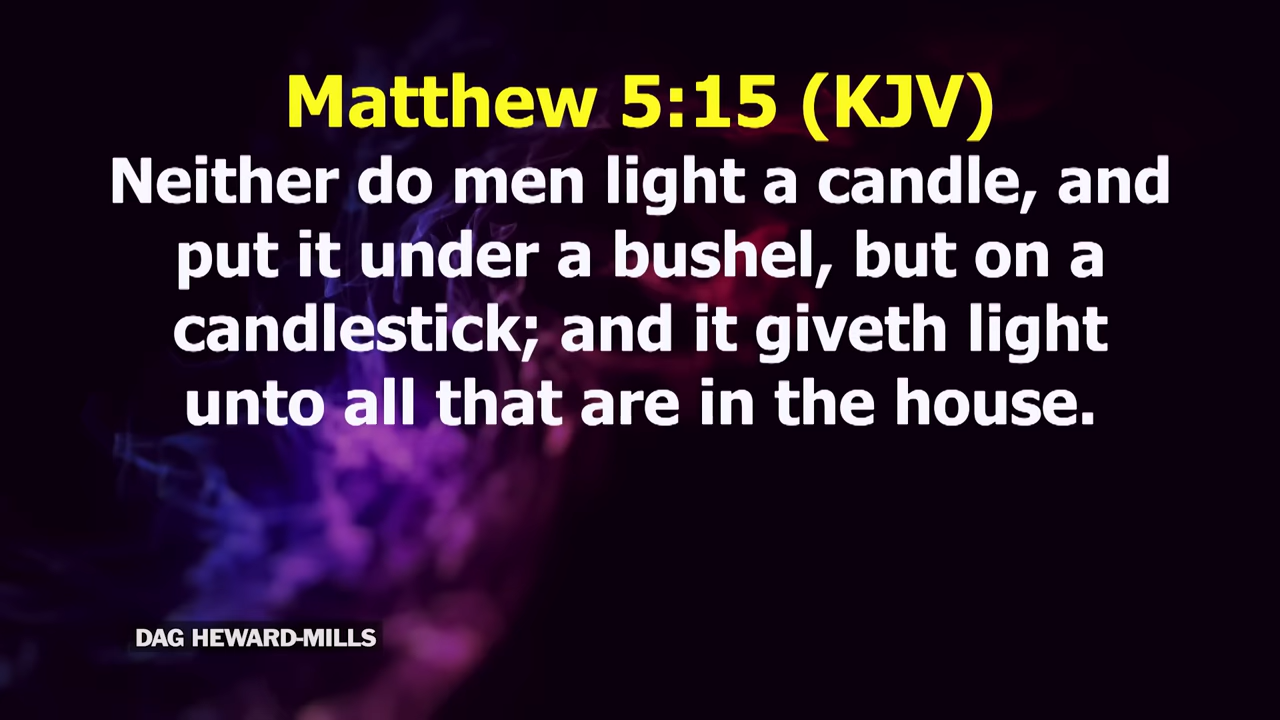 Matthew 5:15 (KJV)
Neither do men light a candle, and
put it under a bushel, but on a
candlestick; and it giveth light
unto all that are in the house.
DAG HEWARD-MILLS